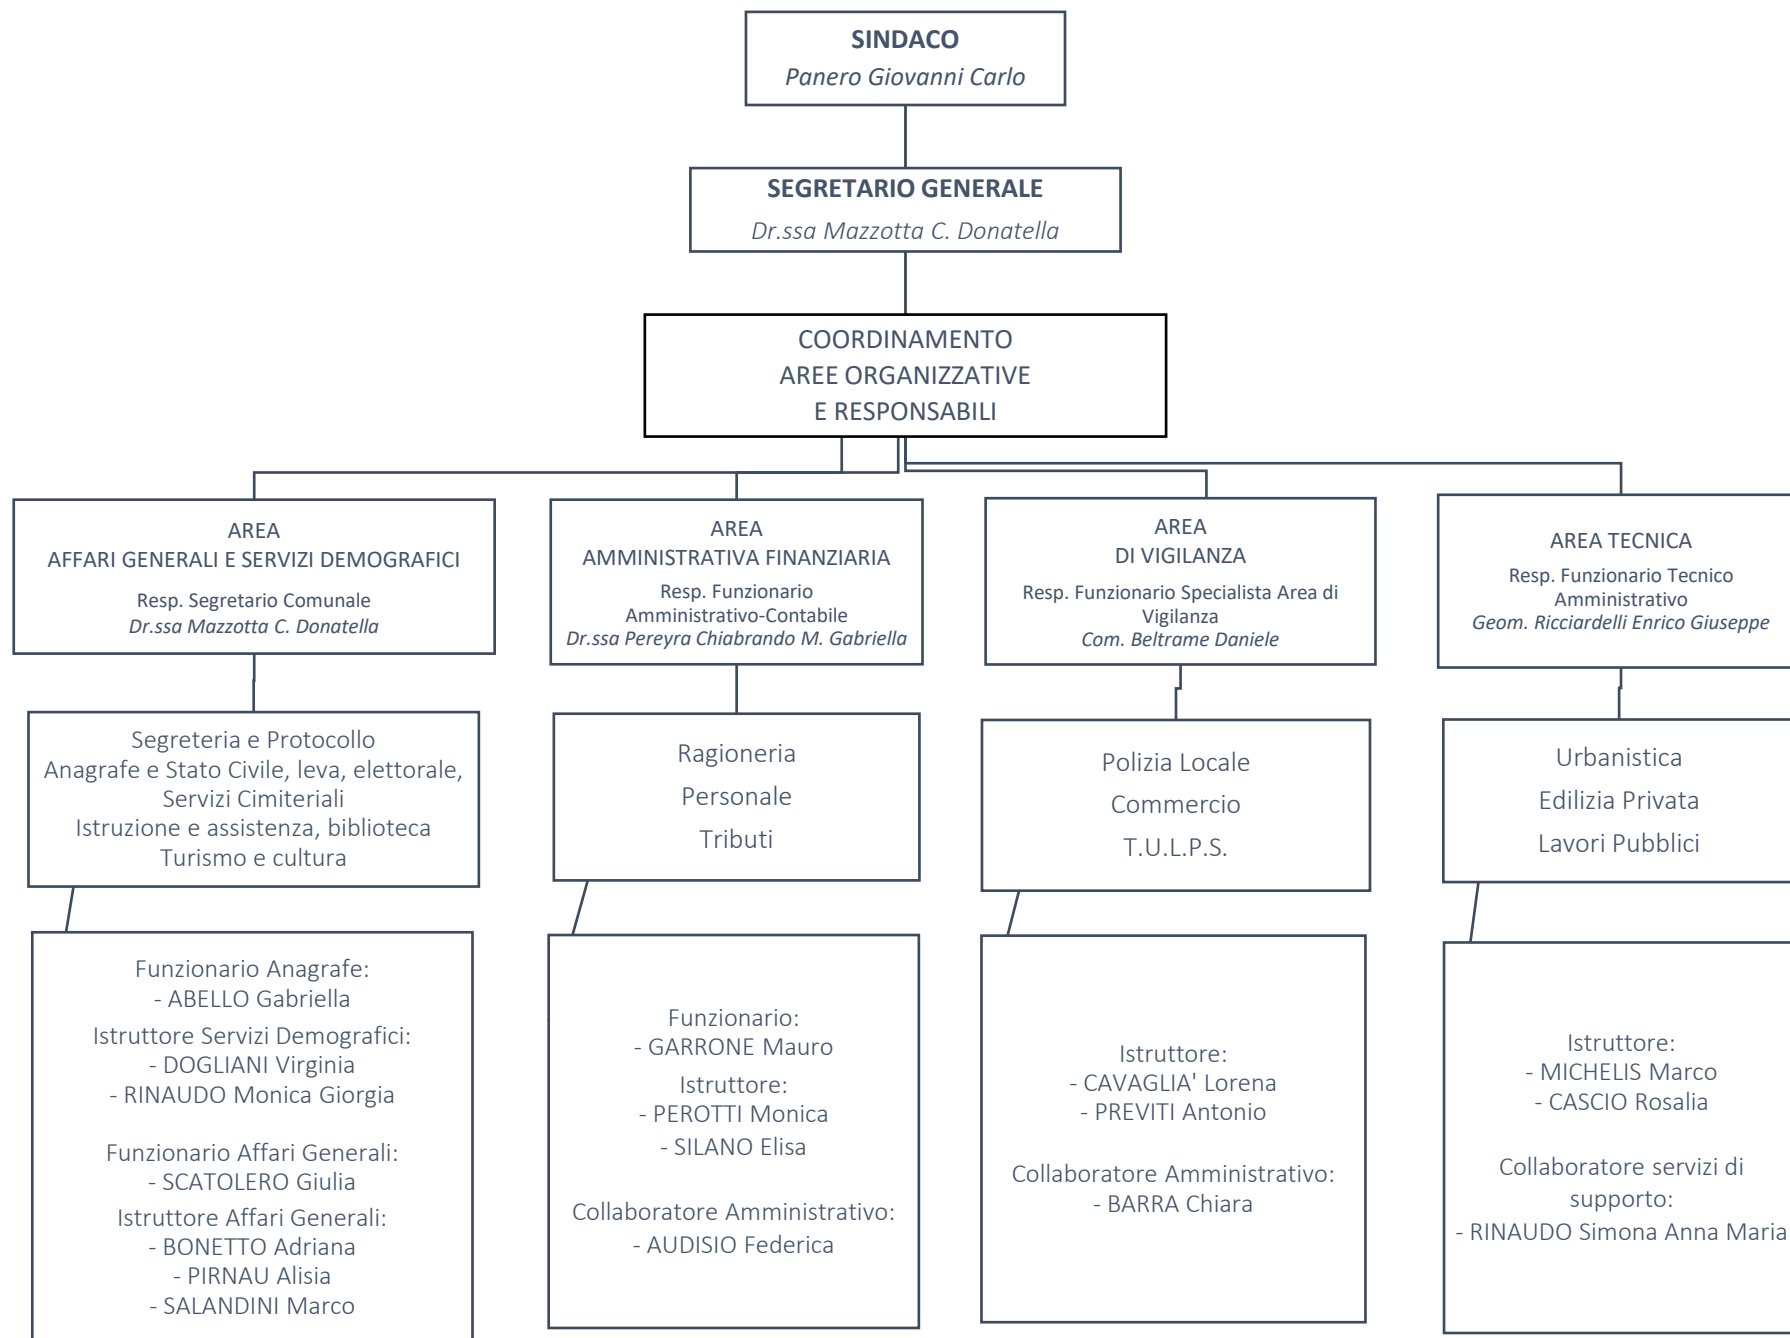 SINDACO
Panero Giovanni Carlo
SEGRETARIO GENERALE
Dr.ssa Mazzotta C. Donatella
COORDINAMENTO
AREE ORGANIZZATIVE
E RESPONSABILI
AREA
AFFARI GENERALI E SERVIZI DEMOGRAFICI
Resp. Segretario Comunale
Dr.ssa Mazzotta C. Donatella
AREA
AMMINISTRATIVA FINANZIARIA
Resp. Funzionario
Amministrativo-Contabile
Dr.ssa Pereyra Chiabrando M. Gabriella
AREA
DI VIGILANZA
Resp. Funzionario Specialista Area di
Vigilanza
Com. Beltrame Daniele
AREA TECNICA
Resp. Funzionario Tecnico
Amministrativo
Geom. Ricciardelli Enrico Giuseppe
Segreteria e Protocollo
Anagrafe e Stato Civile, leva, elettorale,
Servizi Cimiteriali
Istruzione e assistenza, biblioteca
Turismo e cultura
Ragioneria
Personale
Tributi
Polizia Locale
Commercio
T.U.L.P.S.
Urbanistica
Edilizia Privata
Lavori Pubblici
Funzionario Anagrafe:
- ABELLO Gabriella
Istruttore Servizi Demografici:
- DOGLIANI Virginia
- RINAUDO Monica Giorgia
Funzionario Affari Generali:
- SCATOLERO Giulia
Istruttore Affari Generali:
- BONETTO Adriana
- PIRNAU Alisia
- SALANDINI Marco
Funzionario:
- GARRONE Mauro
Istruttore:
- PEROTTI Monica
- SILANO Elisa
Collaboratore Amministrativo:
- AUDISIO Federica
Istruttore:
- CAVAGLIA' Lorena
- PREVITI Antonio
Collaboratore Amministrativo:
- BARRA Chiara
Istruttore:
- MICHELIS Marco
- CASCIO Rosalia
Collaboratore servizi di
supporto:
- RINAUDO Simona Anna Maria